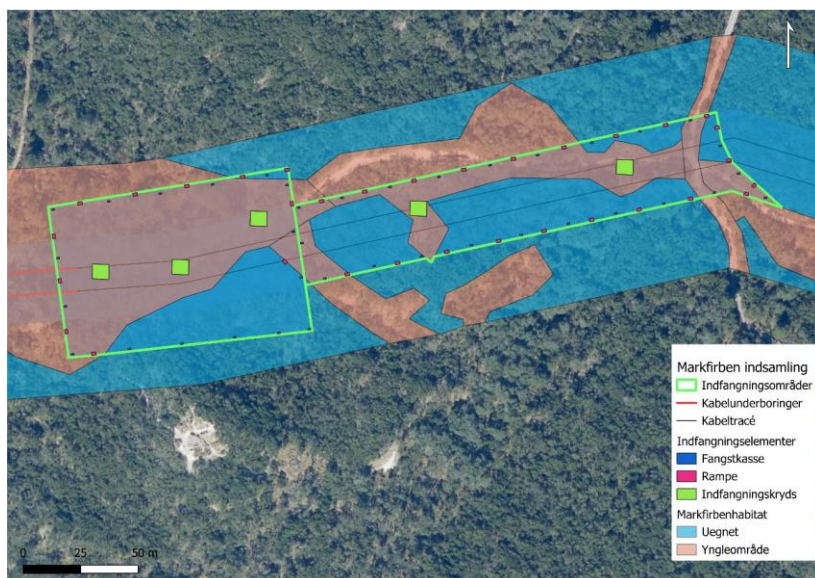 Markfirben indsamling
Indfangningsområder
Kabelunderboringer
Kabeltracé
Indfangningselementer
Fangstkasse
Rampe
Indfangningskryds
Markfirbenhabitat
Uegnet
Yngleområde
0 25 50 m